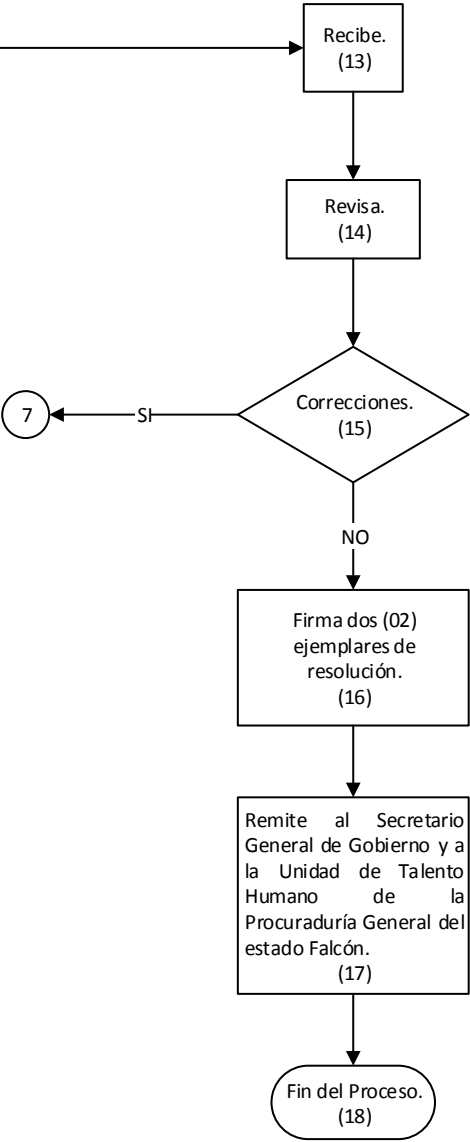 Recibe.
(13)
Revisa.
(14)
Correcciones.
(15)
7
SI
NO
Firma dos (02)
ejemplares de
resolución.
(16)
Remite al Secretario
General de Gobierno y a
la Unidad de Talento
Humano de la
Procuraduría General del
estado Falcón.
(17)
Fin del Proceso.
(18)